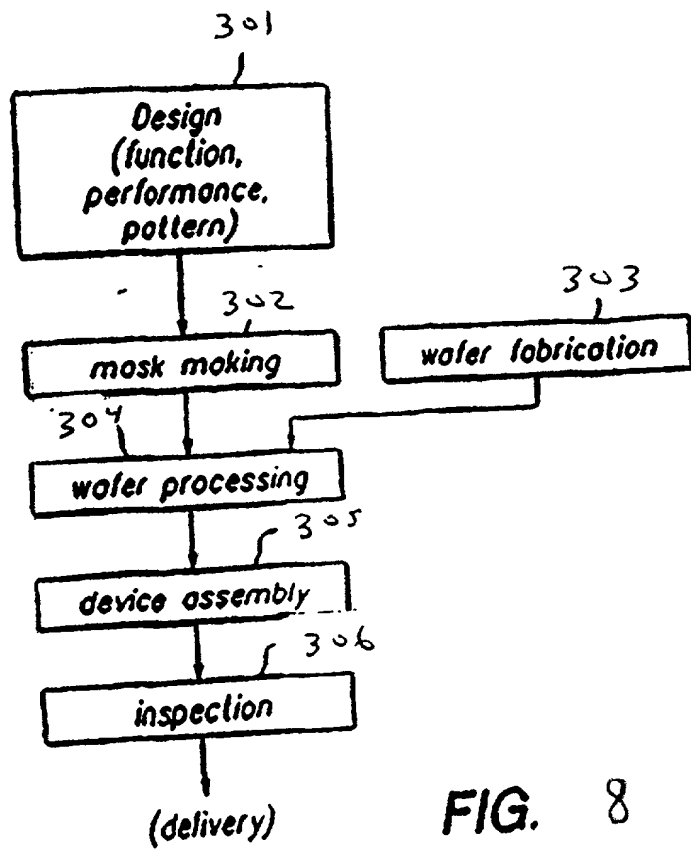 301
Design
(function,
performance,
pattern)
302
mask making
303
wafer fabrication
304
wafer processing
305
device assembly
306
inspection
(delivery)
FIG. 8